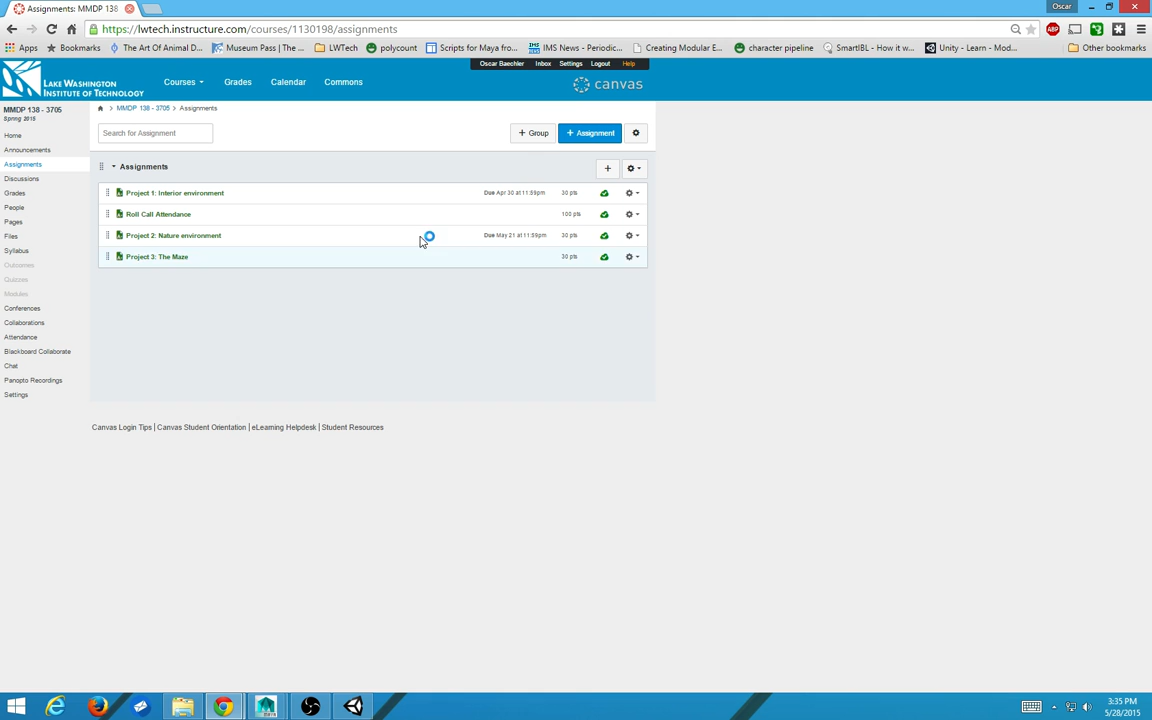 Assignments: MMDP 138
Oscar
https://lwtech.instructure.com/courses/1130198/assignments
Apps
Bookmarks
The Art Of Animal D...
Museum Pass | The ...
LWTech
polycount
Scripts for Maya fro...
IMS News - Periodic...
Creating Modular E...
character pipeline
SmartIBL - How it w...
Unity - Learn - Mod...
Other bookmarks
Oscar Baechler Inbox Settings Logout Help
LAKE WASHINGTON
INSTITUTE OF TECHNOLOGY
Courses Grades Calendar Commons
canvas
MMDP 138 - 3705
Spring 2015
MMDP 138 - 3705 > Assignments
Search for Assignment
+ Group
+ Assignment
Home
Announcements
Assignments
Discussions
Grades
People
Pages
Files
Syllabus
Outcomes
Quizzes
Modules
Conferences
Collaborations
Attendance
Blackboard Collaborate
Chat
Panopto Recordings
Settings
Assignments
Project 1: Interior environment Due Apr 30 at 11:59pm 30 pts
Roll Call Attendance 100 pts
Project 2: Nature environment Due May 21 at 11:59pm 30 pts
Project 3: The Maze 30 pts
Canvas Login Tips | Canvas Student Orientation | eLearning Helpdesk | Student Resources
3:35 PM
5/28/2015